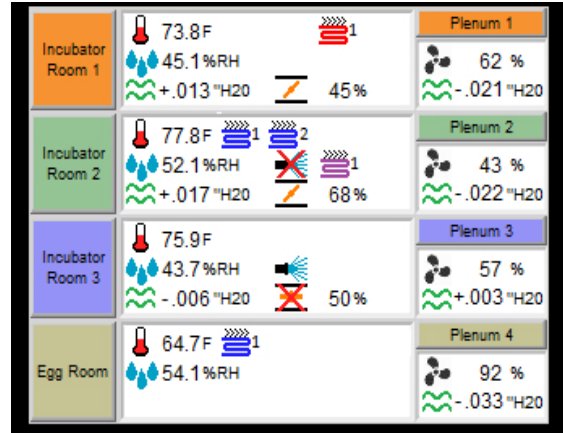 Incubator
Room 1
73.8F
1
45.1%RH
+.013 "H20
45%
Plenum 1
62 %
-.021 "H20
Incubator
Room 2
77.8F
1
2
52.1%RH
1
+.017 "H20
68%
Plenum 2
43 %
-.022 "H20
Incubator
Room 3
75.9F
43.7%RH
-.006 "H20
50%
Plenum 3
57 %
+.003 "H20
Egg Room
64.7F
1
54.1%RH
Plenum 4
92 %
-.033 "H20